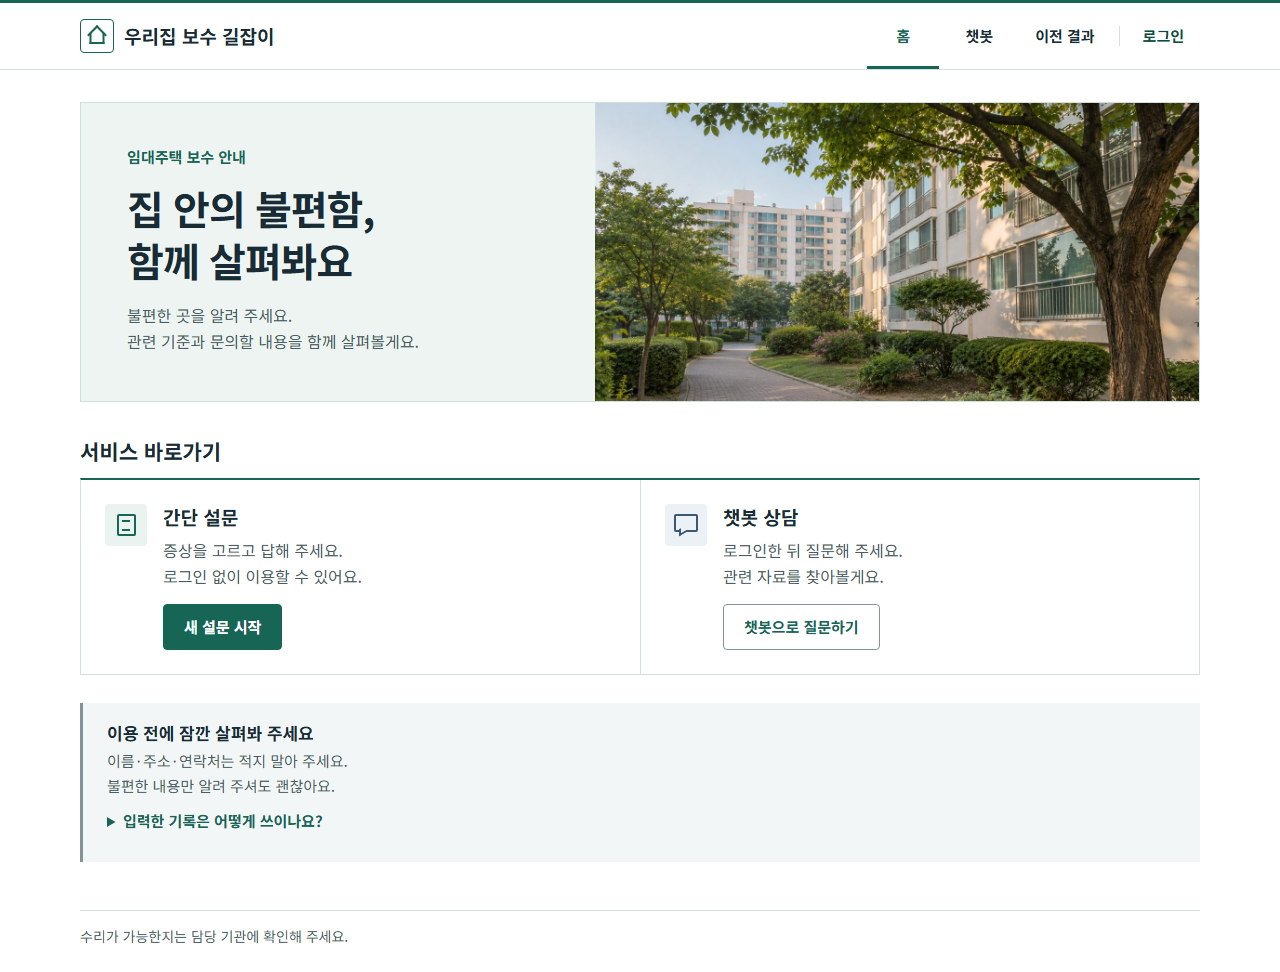 우리집 보수 길잡이
홈
챗봇
이전 결과
로그인
임대주택 보수 안내
집 안의 불편함,
함께 살펴봐요
불편한 곳을 알려 주세요.
관련 기준과 문의할 내용을 함께 살펴볼게요.
서비스 바로가기
간단 설문
증상을 고르고 답해 주세요.
로그인 없이 이용할 수 있어요.
새 설문 시작
챗봇 상담
로그인한 뒤 질문해 주세요.
관련 자료를 찾아볼게요.
챗봇으로 질문하기
이용 전에 잠깐 살펴봐 주세요
이름·주소·연락처는 적지 말아 주세요.
불편한 내용만 알려 주셔도 괜찮아요.
입력한 기록은 어떻게 쓰이나요?
수리가 가능한지는 담당 기관에 확인해 주세요.